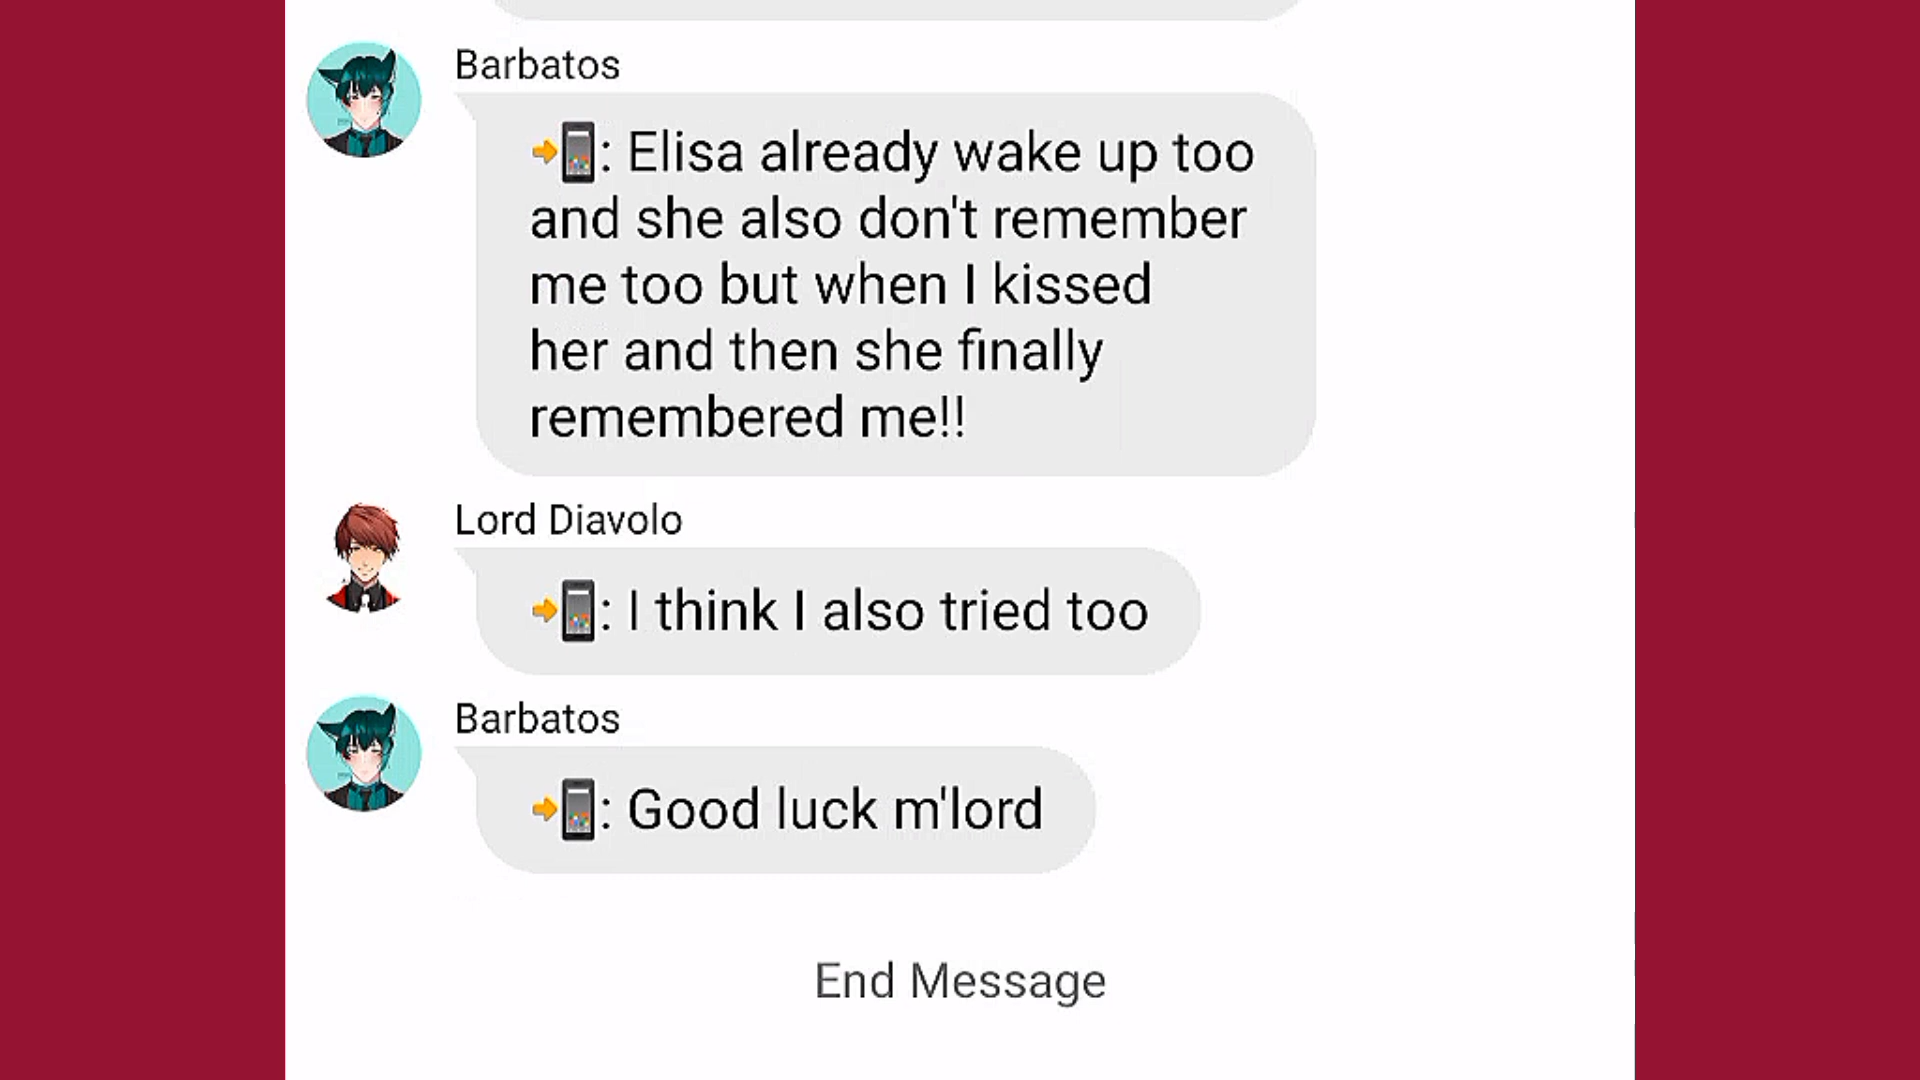 Barbatos
➡📱: Elisa already wake up too
and she also don't remember
me too but when I kissed
her and then she finally
remembered me!!
Lord Diavolo
➡📱: I think I also tried too
Barbatos
➡📱: Good luck m'lord
End Message